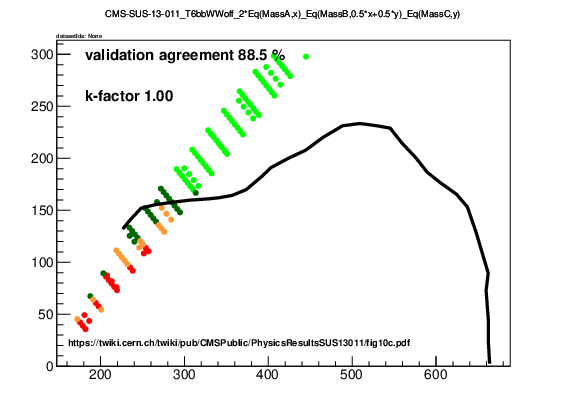 CMS-SUS-13-011_T6bbWWoff_2*Eq(MassA,x)_Eq(MassB,0.5*x+0.5*y)_Eq(MassC,y)
datasetIds: None
validation agreement 88.5 %
k-factor 1.00
300
250
200
150
100
50
0
https://twiki.cern.ch/twiki/pub/CMSPublic/PhysicsResultsSUS13011/fig10c.pdf
200 300 400 500 600